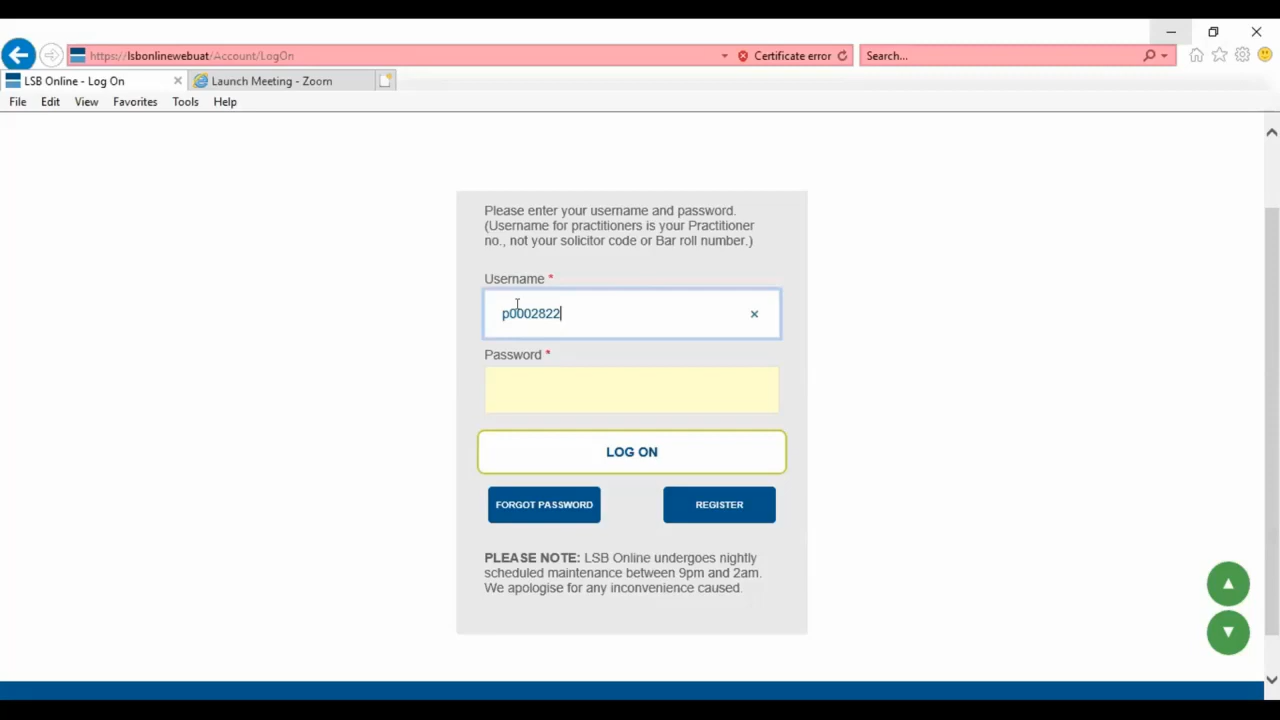 https://lsbonlinewebuat/Account/LogOn
Certificate error
Search...
LSB Online - Log On
Launch Meeting - Zoom
File Edit View Favorites Tools Help
Please enter your username and password.
(Username for practitioners is your Practitioner
no., not your solicitor code or Bar roll number.)
Username *
p0002822
Password *
LOG ON
FORGOT PASSWORD
REGISTER
PLEASE NOTE: LSB Online undergoes nightly
scheduled maintenance between 9pm and 2am.
We apologise for any inconvenience caused.